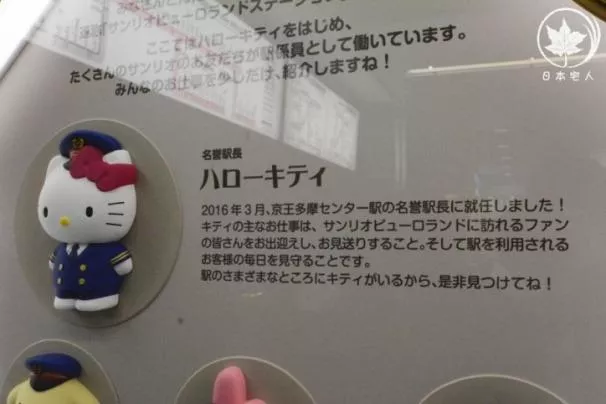 ここではハローキティをはじめ、
たくさんのサンリオのお友だちが駅係員として働いています。
みんなのお仕事を少しだけ、紹介しますね！
日本宅人
名誉駅長
ハローキティ
2016年3月、京王多摩センター駅の名誉駅長に就任しました！
キティの主なお仕事は、サンリオピューロランドに訪れるファン
の皆さんをお出迎えし、お見送りすること。そして駅を利用される
お客様の毎日を見守ることです。
駅のさまざまなところにキティがいるから、是非見つけてね！